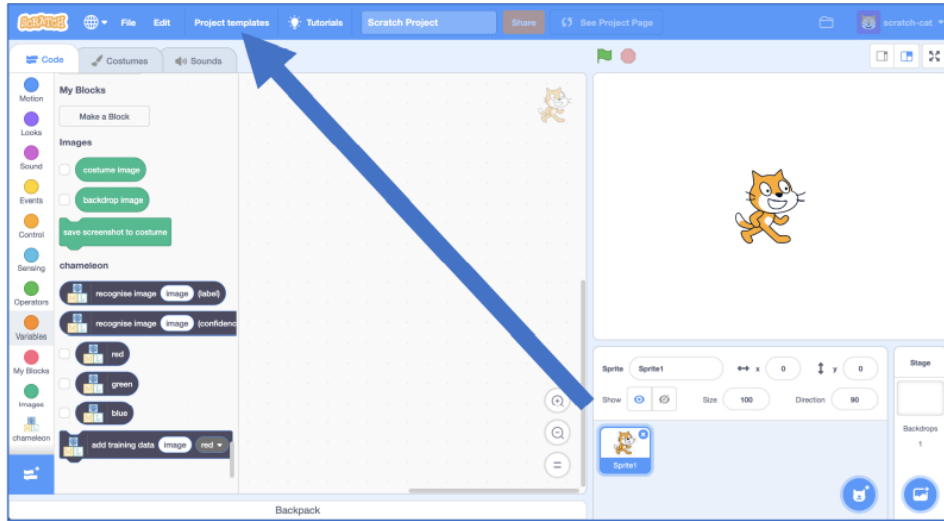 SCRATCH File Edit Project templates Tutorials Scratch Project Share See Project Page scratch-cat
Code Costumes Sounds
Motion
Looks
Sound
Events
Control
Sensing
Operators
Variables
My Blocks
Images
chameleon
My Blocks
Make a Block
Images
costume image
backdrop image
save screenshot to costume
chameleon
recognise image image (label)
recognise image image (confidenc
red
green
blue
add training data image red
Backpack
Sprite Sprite1 x 0 y 0
Show Size 100 Direction 90
Sprite1
Stage
Backdrops
1